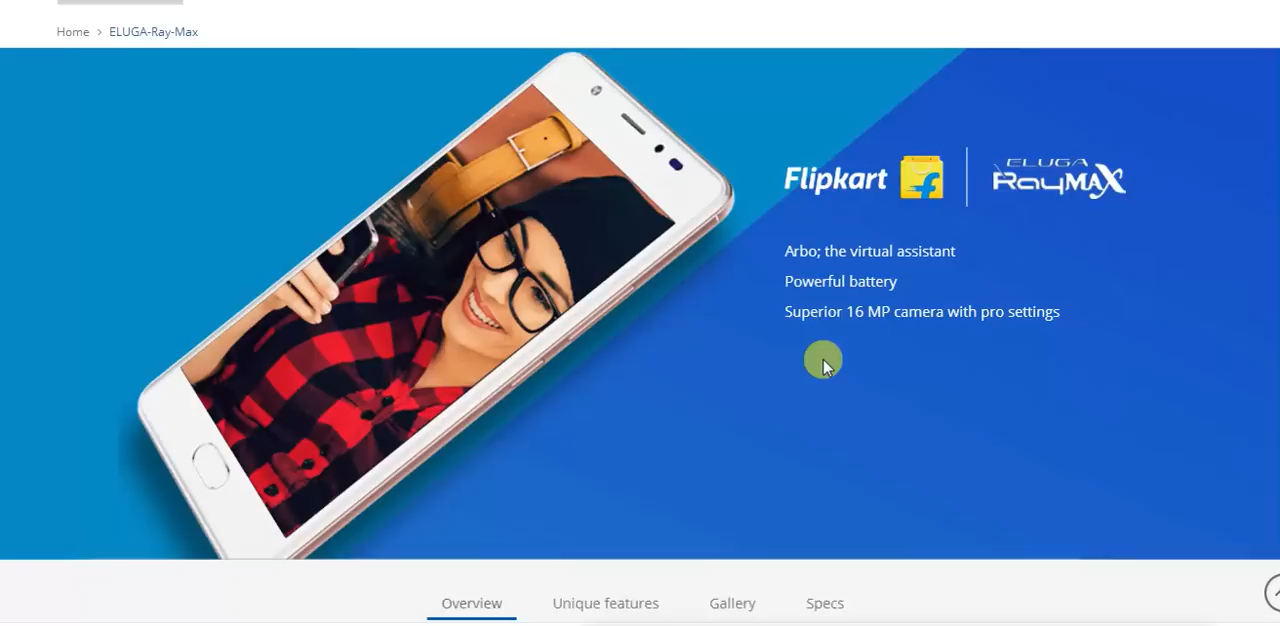 Home > ELUGA-Ray-Max
Flipkart
ELUGA
RayMAX
Arbo; the virtual assistant
Powerful battery
Superior 16 MP camera with pro settings
Overview Unique features Gallery Specs